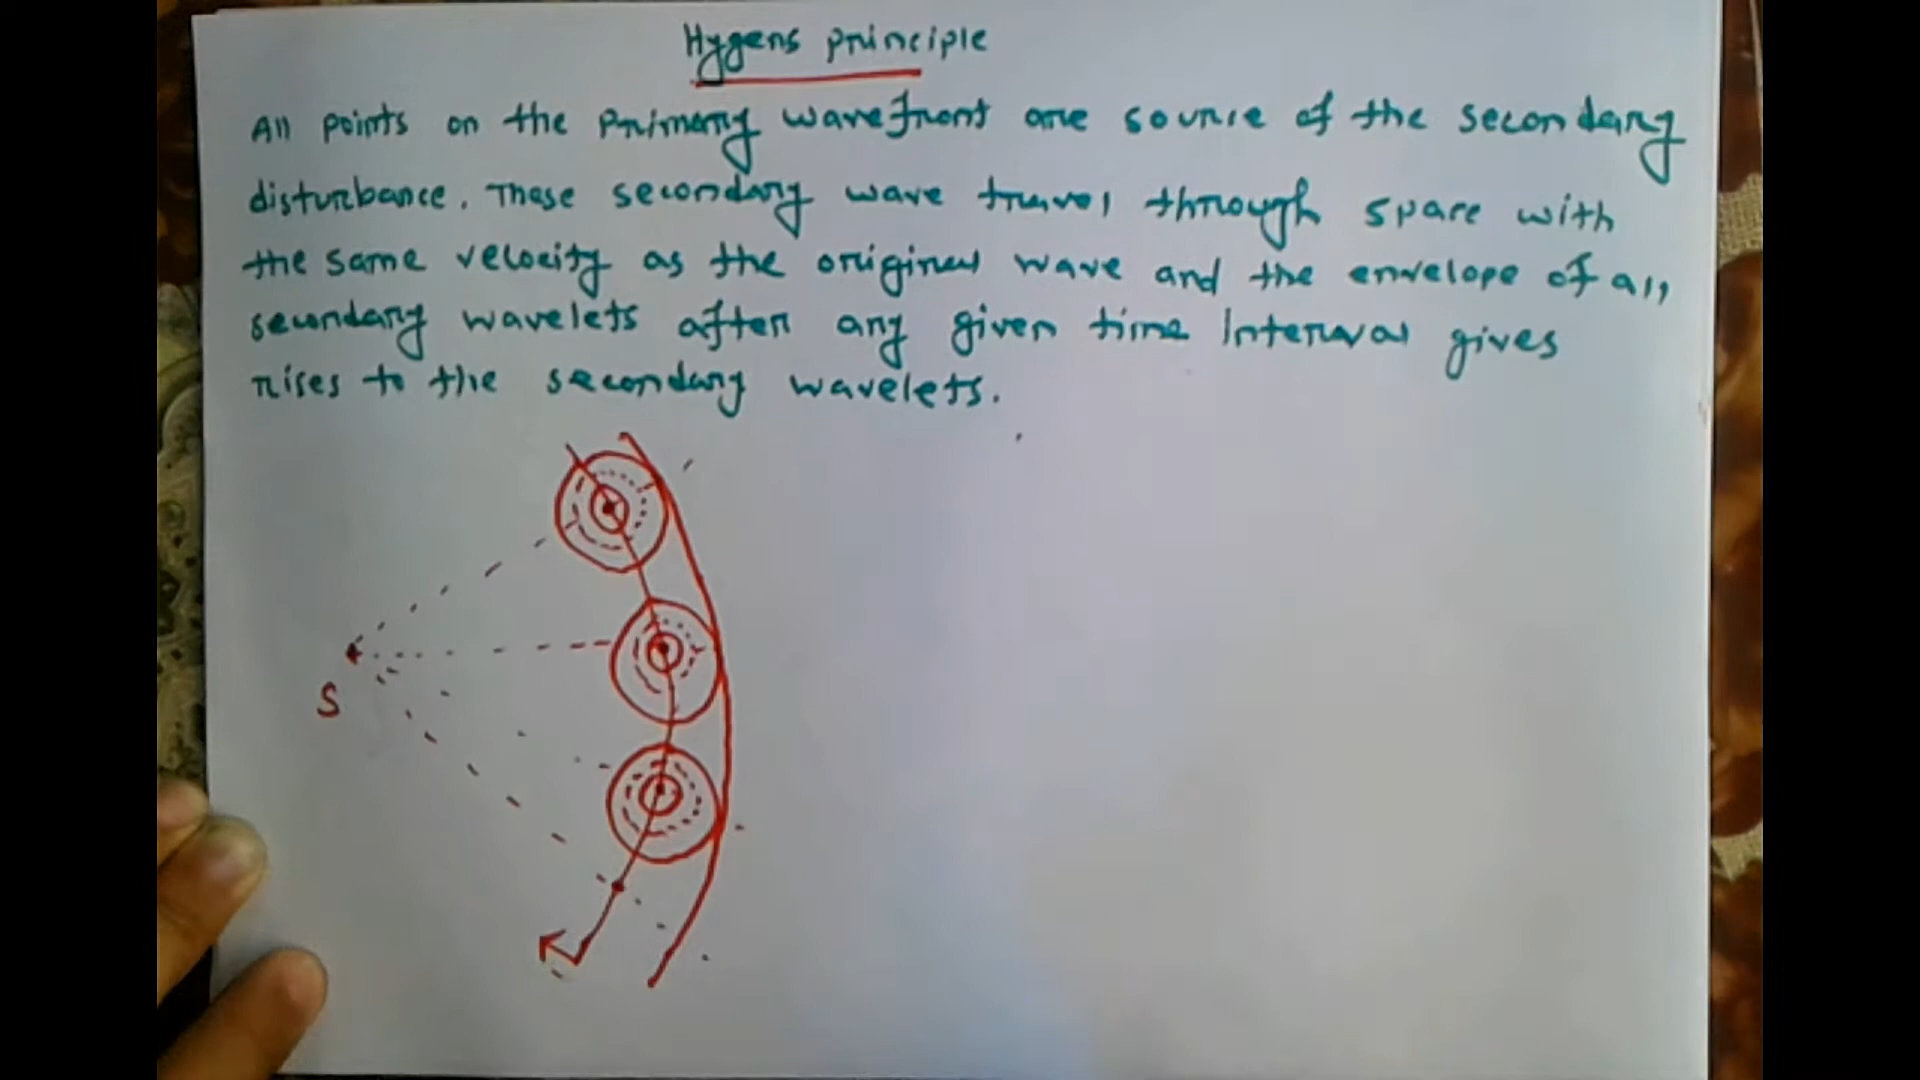 Hygens principle
All points on the Primary wavefront are source of the secondary
disturbance. These secondary wave travel through space with
the same velocity as the original wave and the envelope of all
secondary wavelets after any given time Interval gives
rises to the secondary wavelets.
S